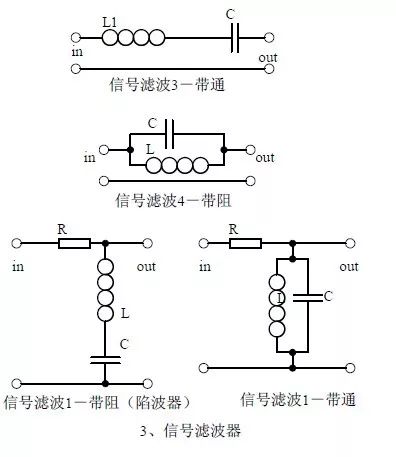 L1
C
in
out
信号滤波3－带通
C
in
L
out
信号滤波4－带阻
R
in
out
L
C
信号滤波1－带阻（陷波器）
R
in
out
L
C
信号滤波1－带通
3、信号滤波器